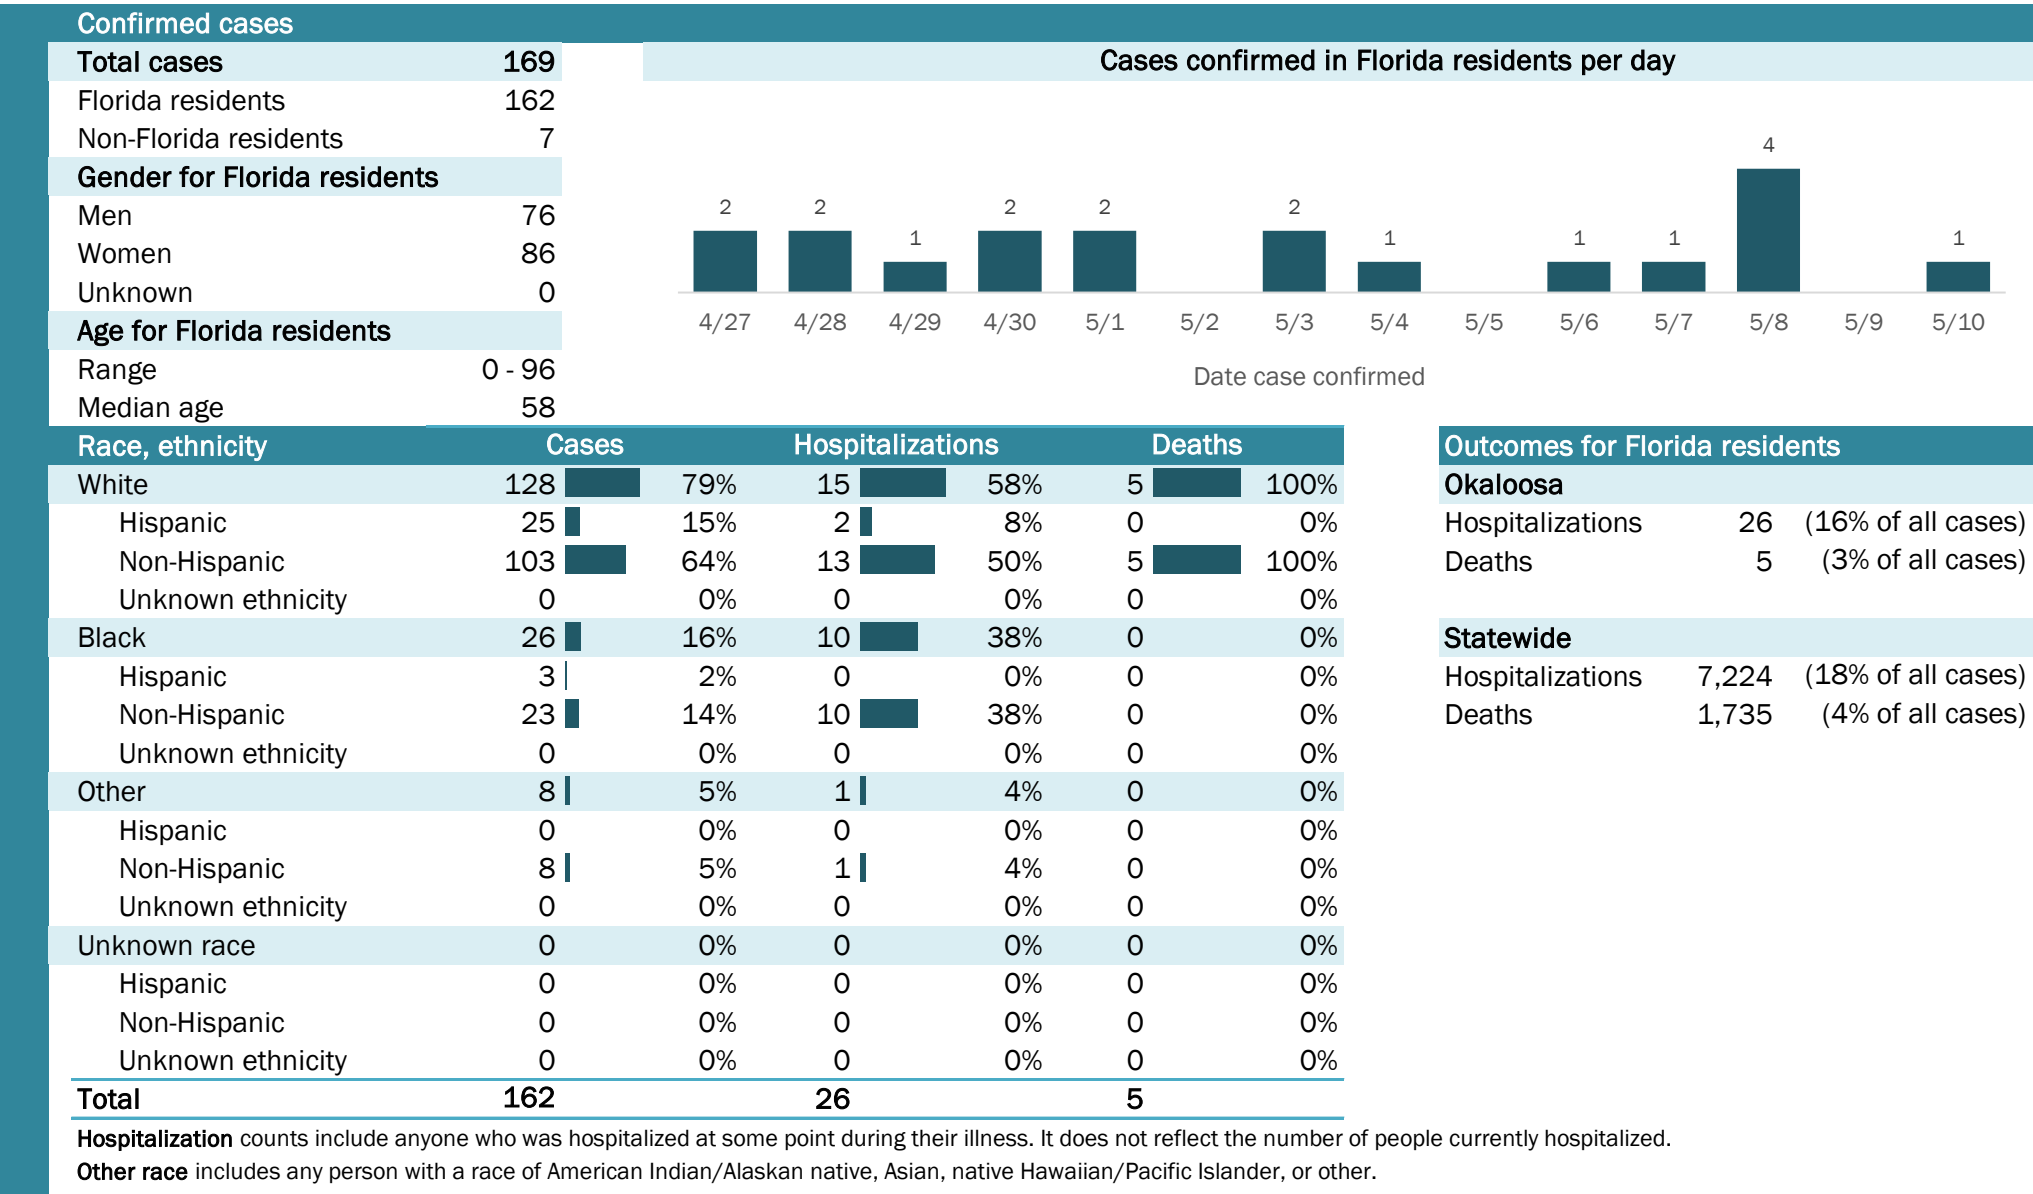 Confirmed cases
Total cases 169
Florida residents 162
Non-Florida residents 7
Gender for Florida residents
Men 76
Women 86
Unknown 0
Age for Florida residents
Range 0 - 96
Median age 58
Cases confirmed in Florida residents per day
2 2 1 2 2 2 1 1 1 4 1
4/27 4/28 4/29 4/30 5/1 5/2 5/3 5/4 5/5 5/6 5/7 5/8 5/9 5/10
Date case confirmed
Race, ethnicity Cases Hospitalizations Deaths
White 128 79% 15 58% 5 100%
Hispanic 25 15% 2 8% 0 0%
Non-Hispanic 103 64% 13 50% 5 100%
Unknown ethnicity 0 0% 0 0% 0 0%
Black 26 16% 10 38% 0 0%
Hispanic 3 2% 0 0% 0 0%
Non-Hispanic 23 14% 10 38% 0 0%
Unknown ethnicity 0 0% 0 0% 0 0%
Other 8 5% 1 4% 0 0%
Hispanic 0 0% 0 0% 0 0%
Non-Hispanic 8 5% 1 4% 0 0%
Unknown ethnicity 0 0% 0 0% 0 0%
Unknown race 0 0% 0 0% 0 0%
Hispanic 0 0% 0 0% 0 0%
Non-Hispanic 0 0% 0 0% 0 0%
Unknown ethnicity 0 0% 0 0% 0 0%
Total 162 26 5
Outcomes for Florida residents
Okaloosa
Hospitalizations 26 (16% of all cases)
Deaths 5 (3% of all cases)
Statewide
Hospitalizations 7,224 (18% of all cases)
Deaths 1,735 (4% of all cases)
Hospitalization counts include anyone who was hospitalized at some point during their illness. It does not reflect the number of people currently hospitalized.
Other race includes any person with a race of American Indian/Alaskan native, Asian, native Hawaiian/Pacific Islander, or other.